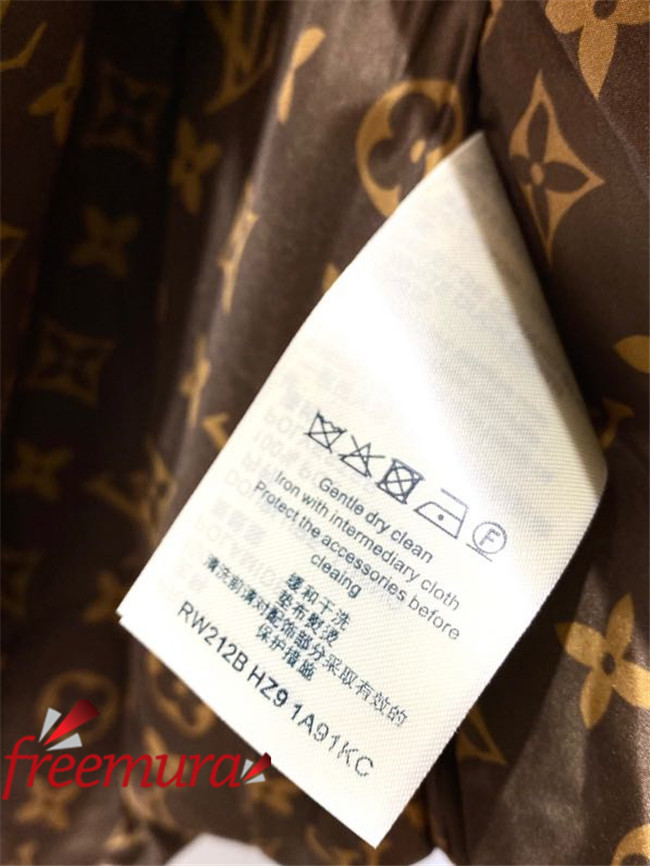 F
Gentle dry clean
Iron with intermediary cloth
Protect the accessories before
cleaing
缓和干洗
垫布熨烫
清洗前请对配饰部分采取有效的
保护措施
RW212B HZ9 1A91KC
freemura